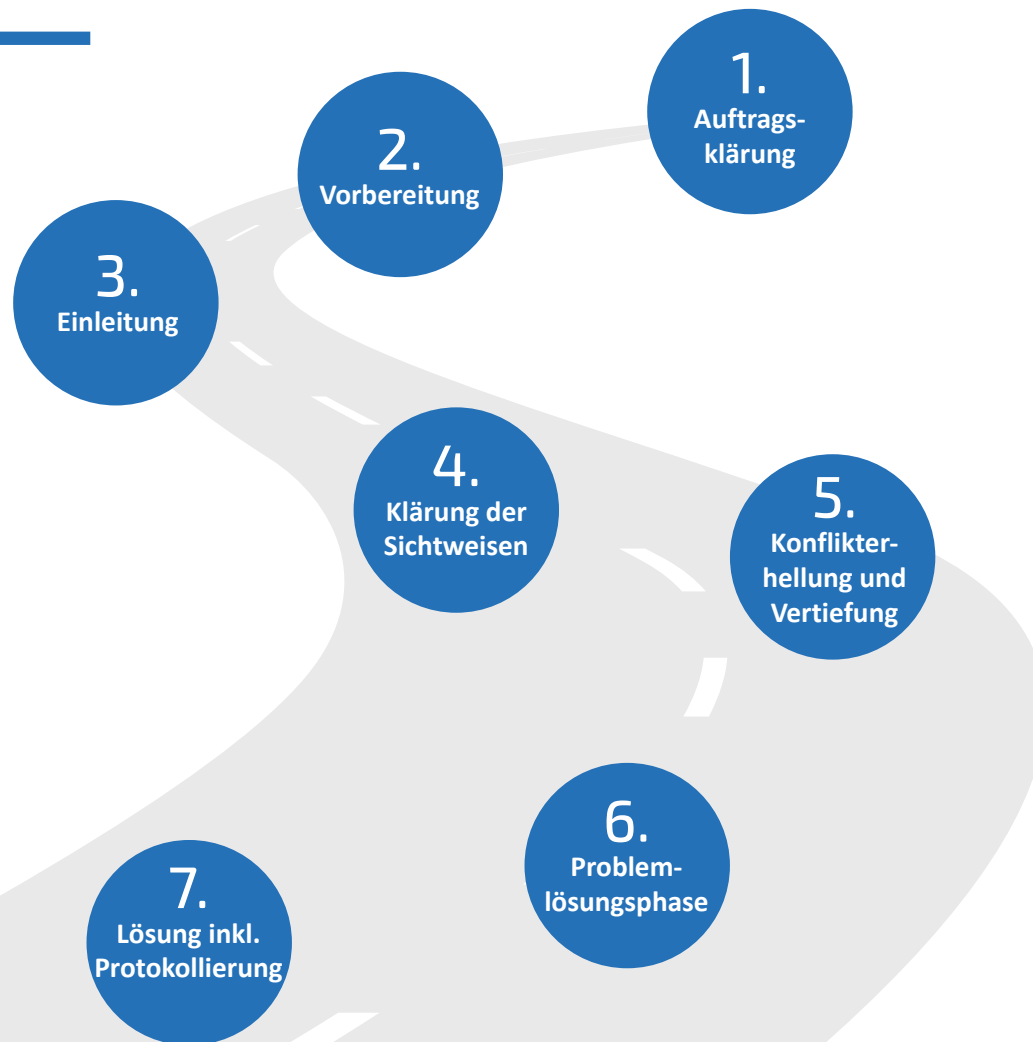 1.
Auftrags-
klärung
2.
Vorbereitung
3.
Einleitung
4.
Klärung der
Sichtweisen
5.
Konflikter-
hellung und
Vertiefung
6.
Problem-
lösungsphase
7.
Lösung inkl.
Protokollierung